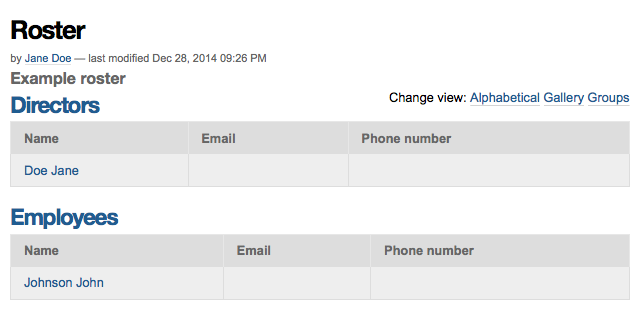 Roster
by Jane Doe — last modified Dec 28, 2014 09:26 PM
Example roster
Change view: Alphabetical Gallery Groups
Directors
Name Email Phone number
Doe Jane
Employees
Name Email Phone number
Johnson John